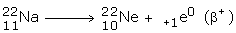 ²²₁₁Na ⟶ ²²₁₀Ne + ₊₁e⁰ (β⁺)